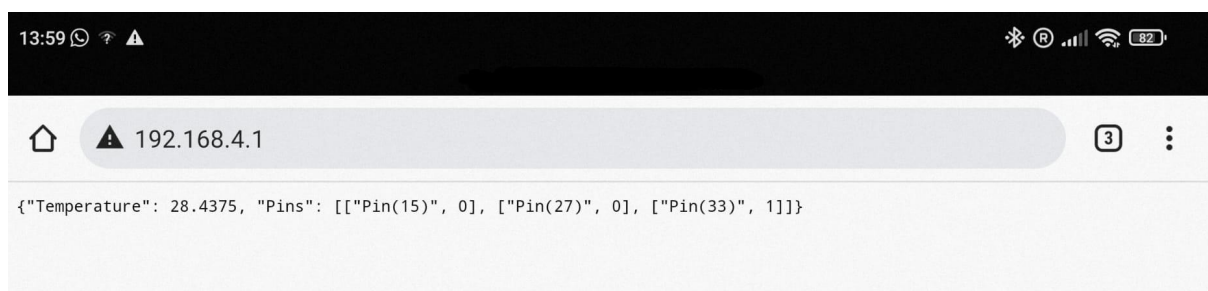 13:59
R 82
192.168.4.1 3
{"Temperature": 28.4375, "Pins": [["Pin(15)", 0], ["Pin(27)", 0], ["Pin(33)", 1]]}